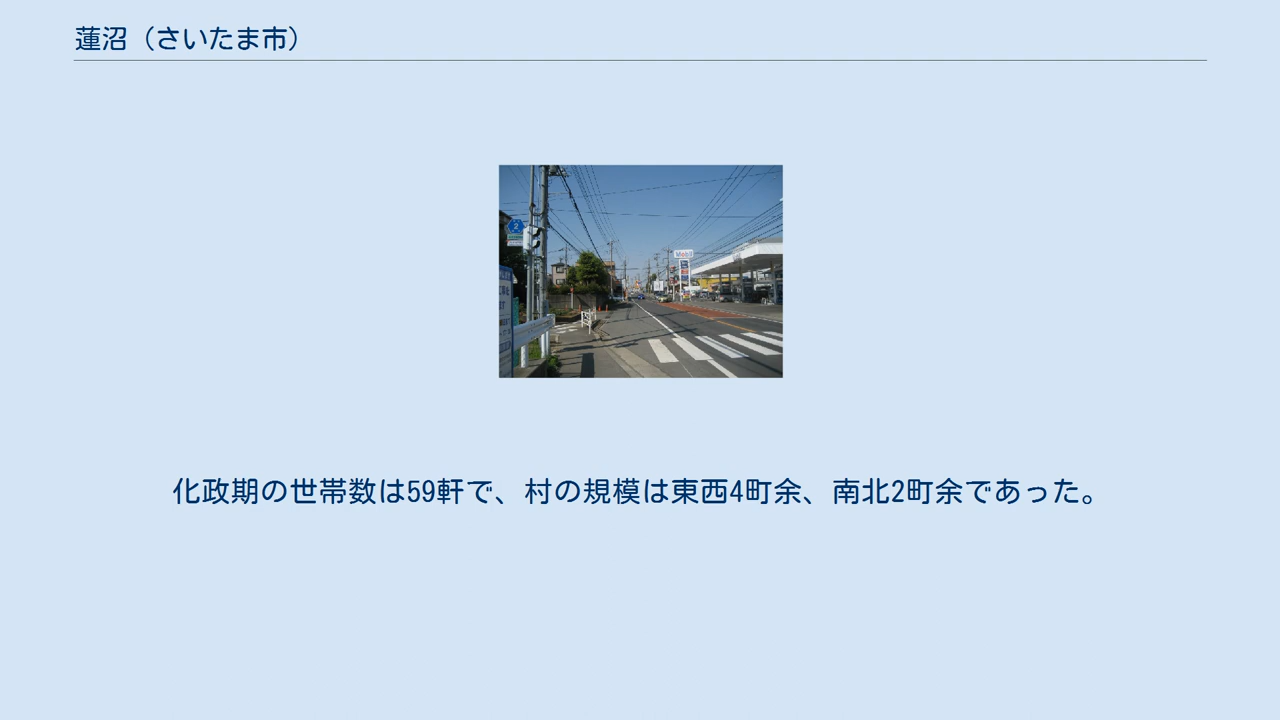 蓮沼（さいたま市）
2
Mobil
化政期の世帯数は59軒で、村の規模は東西4町余、南北2町余であった。